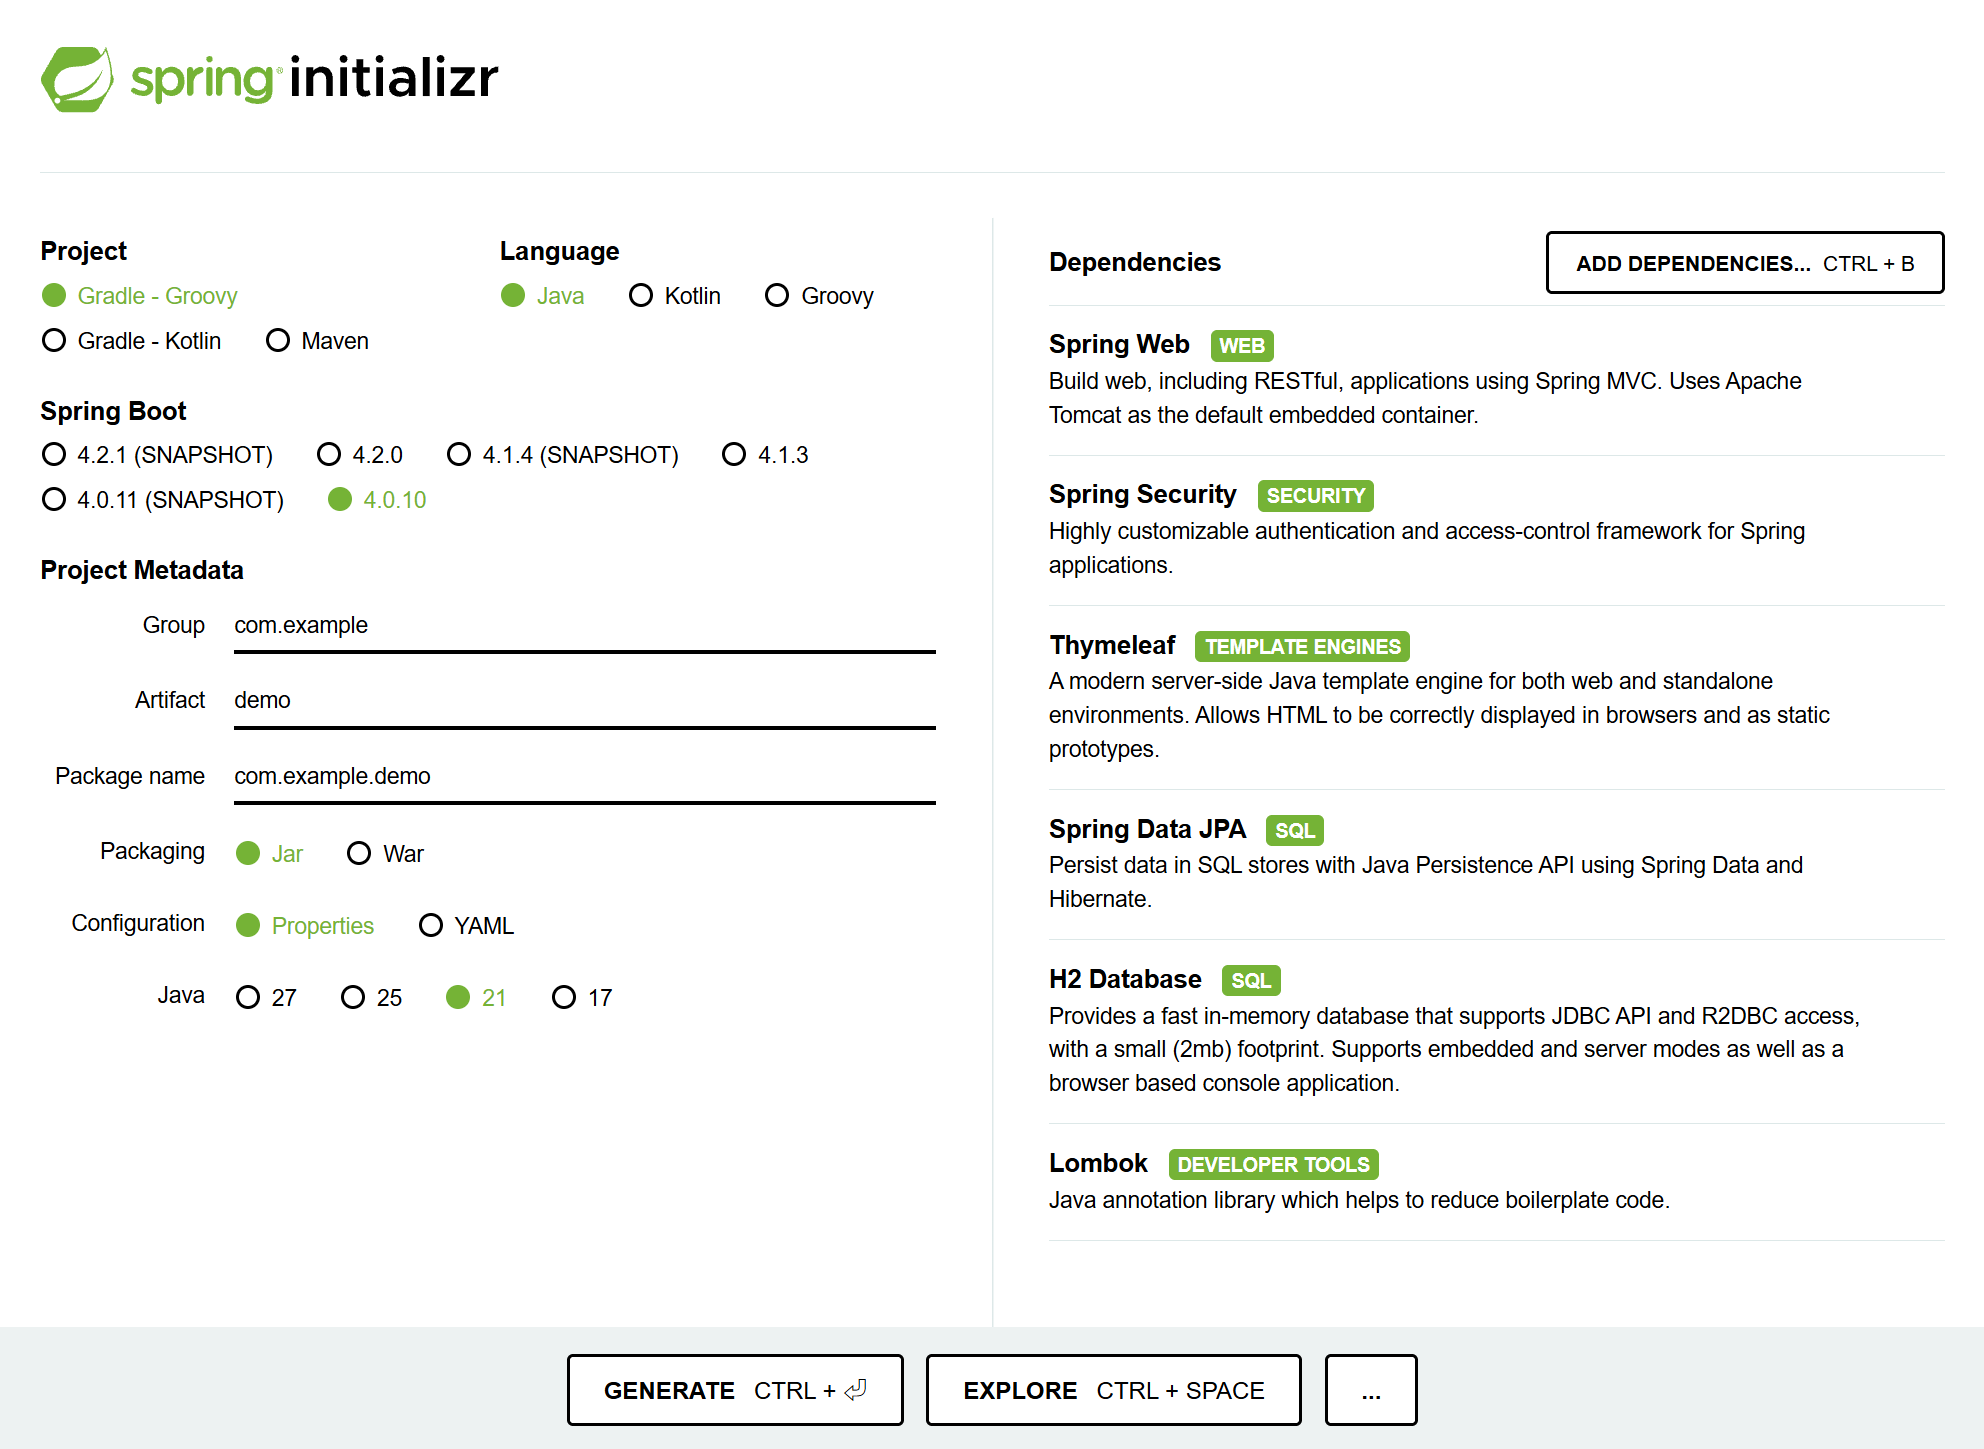 spring initializr
Project
Gradle - Groovy
Gradle - Kotlin Maven
Language
Java Kotlin Groovy
Spring Boot
4.2.1 (SNAPSHOT) 4.2.0 4.1.4 (SNAPSHOT) 4.1.3
4.0.11 (SNAPSHOT) 4.0.10
Project Metadata
Group com.example
Artifact demo
Package name com.example.demo
Packaging Jar War
Configuration Properties YAML
Java 27 25 21 17
Dependencies ADD DEPENDENCIES... CTRL + B
Spring Web WEB
Build web, including RESTful, applications using Spring MVC. Uses Apache
Tomcat as the default embedded container.
Spring Security SECURITY
Highly customizable authentication and access-control framework for Spring
applications.
Thymeleaf TEMPLATE ENGINES
A modern server-side Java template engine for both web and standalone
environments. Allows HTML to be correctly displayed in browsers and as static
prototypes.
Spring Data JPA SQL
Persist data in SQL stores with Java Persistence API using Spring Data and
Hibernate.
H2 Database SQL
Provides a fast in-memory database that supports JDBC API and R2DBC access,
with a small (2mb) footprint. Supports embedded and server modes as well as a
browser based console application.
Lombok DEVELOPER TOOLS
Java annotation library which helps to reduce boilerplate code.
GENERATE CTRL + ⏎ EXPLORE CTRL + SPACE ...